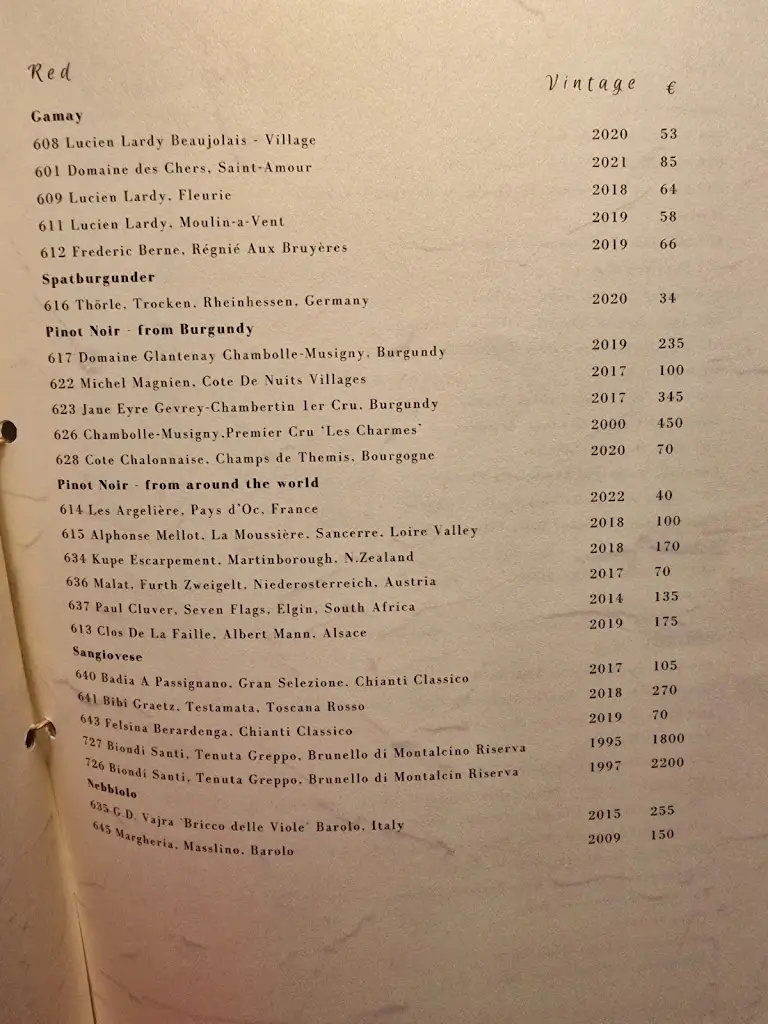 Red Vintage €
Gamay
608 Lucien Lardy Beaujolais - Village 2020 53
601 Domaine des Chers, Saint-Amour 2021 85
609 Lucien Lardy, Fleurie 2018 64
611 Lucien Lardy, Moulin-a-Vent 2019 58
612 Frederic Berne, Régnié Aux Bruyères 2019 66
Spatburgunder
616 Thörle, Trocken, Rheinhessen, Germany 2020 34
Pinot Noir - from Burgundy
617 Domaine Glantenay Chambolle-Musigny, Burgundy 2019 235
622 Michel Magnien, Cote De Nuits Villages 2017 100
623 Jane Eyre Gevrey-Chambertin 1er Cru, Burgundy 2017 345
626 Chambolle-Musigny,Premier Cru 'Les Charmes' 2000 450
628 Cote Chalonnaise, Champs de Themis, Bourgogne 2020 70
Pinot Noir - from around the world
614 Les Argelière, Pays d'Oc, France 2022 40
615 Alphonse Mellot, La Moussière, Sancerre, Loire Valley 2018 100
634 Kupe Escarpement, Martinborough, N.Zealand 2018 170
636 Malat, Furth Zweigelt, Niederosterreich, Austria 2017 70
637 Paul Cluver, Seven Flags, Elgin, South Africa 2014 135
613 Clos De La Faille, Albert Mann, Alsace 2019 175
Sangiovese
640 Badia A Passignano, Gran Selezione, Chianti Classico 2017 105
641 Bibi Graetz, Testamata, Toscana Rosso 2018 270
643 Felsina Berardenga, Chianti Classico 2019 70
727 Biondi Santi, Tenuta Greppo, Brunello di Montalcino Riserva 1995 1800
726 Biondi Santi, Tenuta Greppo, Brunello di Montalcin Riserva 1997 2200
Nebbiolo
635 G.D. Vajra 'Bricco delle Viole' Barolo, Italy 2015 255
645 Margheria, Masslino, Barolo 2009 150